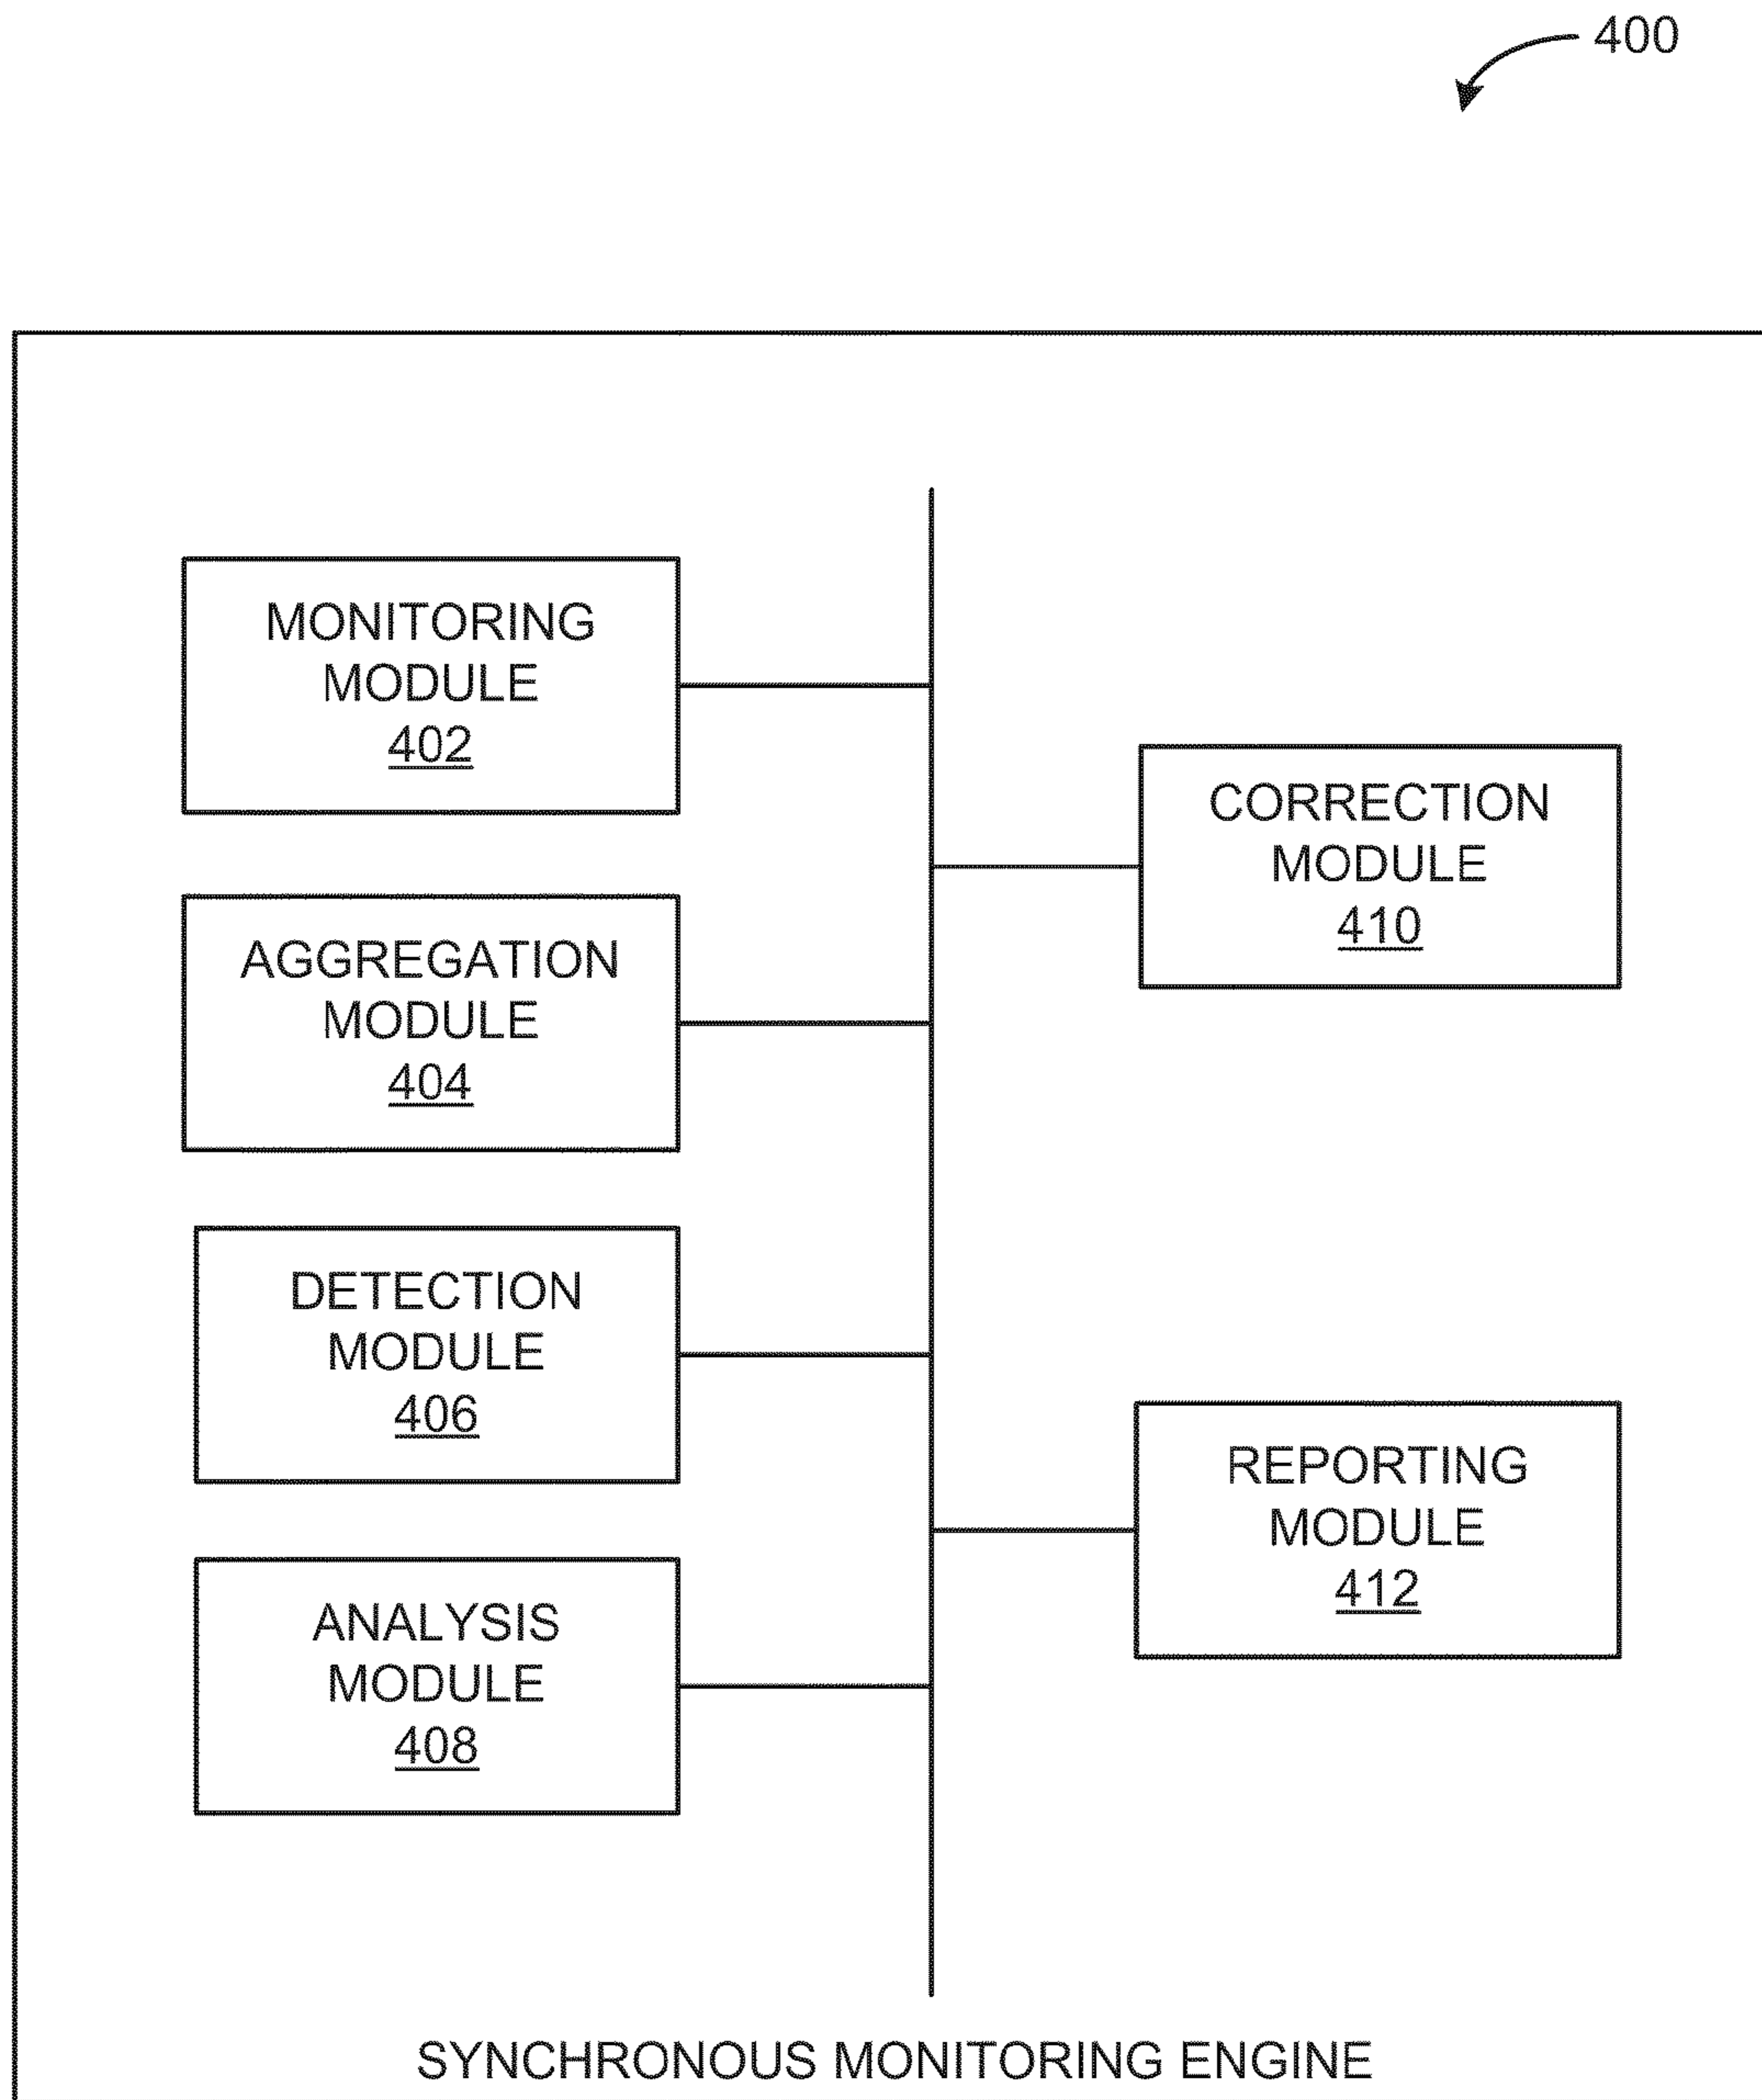 400
MONITORING
MODULE
402
AGGREGATION
MODULE
404
DETECTION
MODULE
406
ANALYSIS
MODULE
408
CORRECTION
MODULE
410
REPORTING
MODULE
412
SYNCHRONOUS MONITORING ENGINE